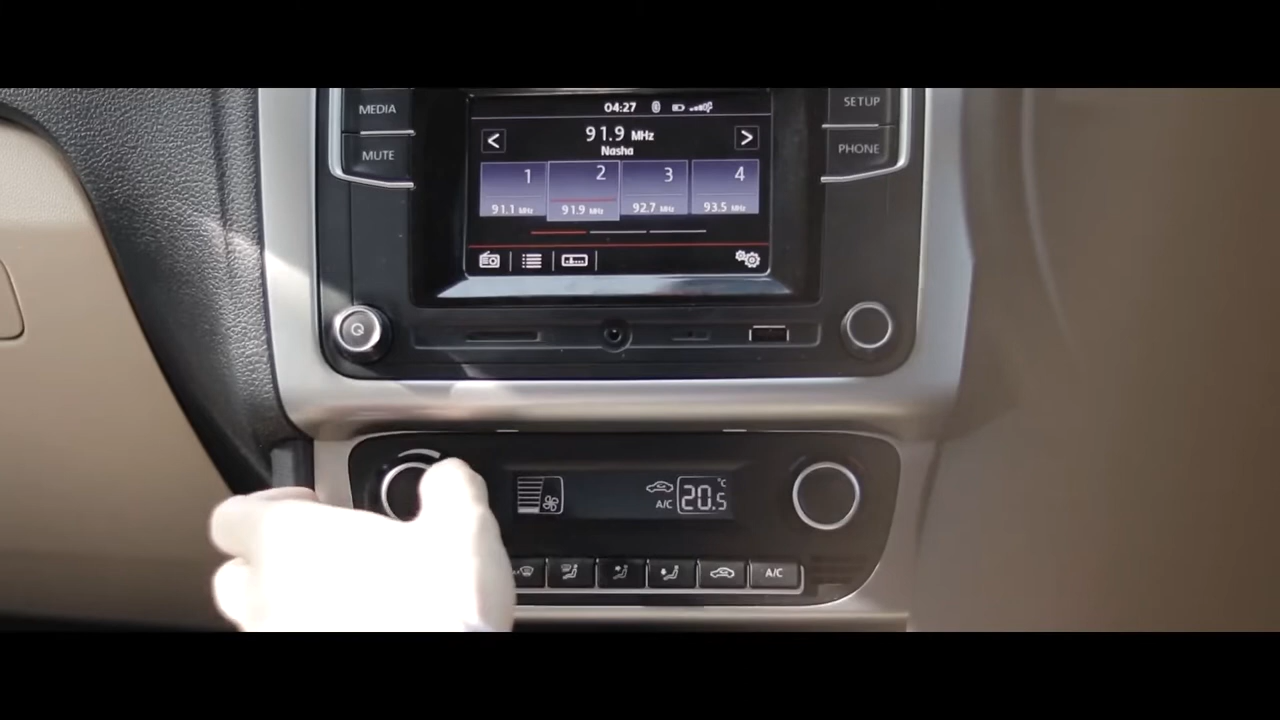 MEDIA
MUTE
SETUP
PHONE
04:27
< 91.9 MHz >
Nasha
1 2 3 4
91.1 MHz 91.9 MHz 92.7 MHz 93.5 MHz
A/C 20.5 °C
A/C